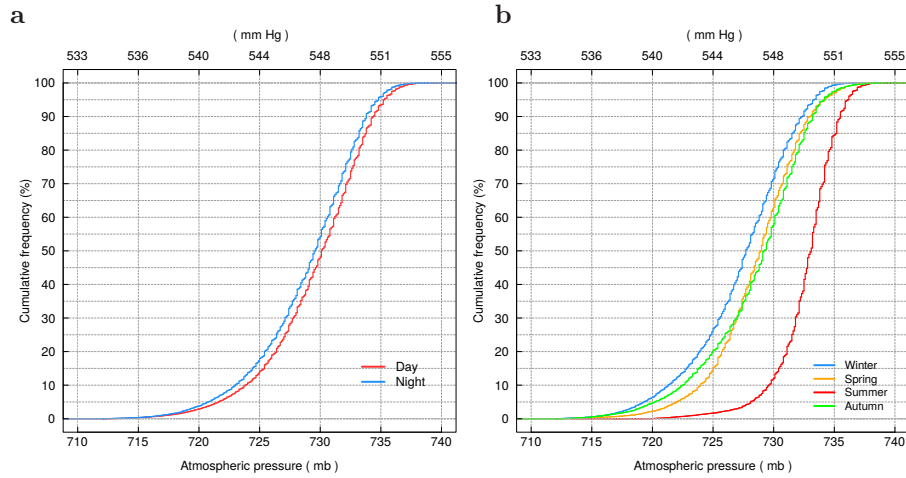 a
( mm Hg )
533 536 540 544 548 551 555
100
90
80
70
60
50
40
30
20
10
0
Cumulative frequency (%)
Day
Night
710 715 720 725 730 735 740
Atmospheric pressure ( mb )
b
( mm Hg )
533 536 540 544 548 551 555
100
90
80
70
60
50
40
30
20
10
0
Cumulative frequency (%)
Winter
Spring
Summer
Autumn
710 715 720 725 730 735 740
Atmospheric pressure ( mb )